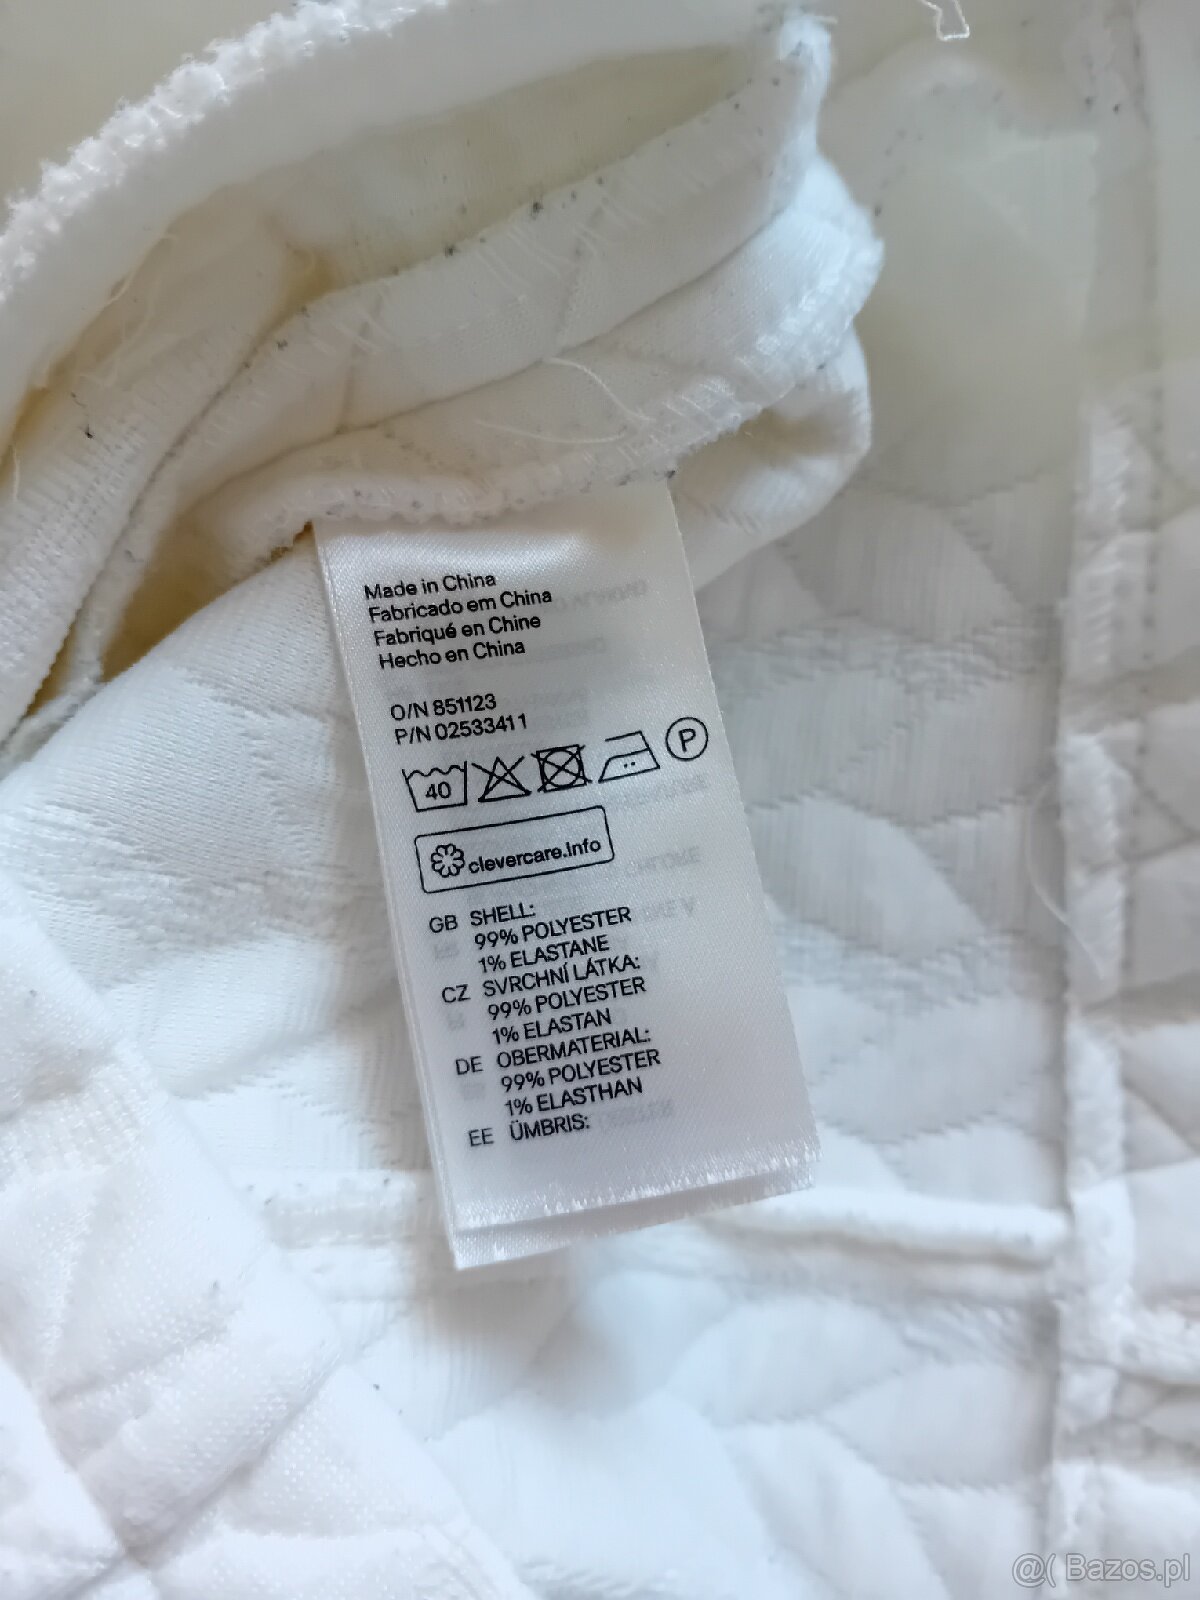 Made in China
Fabricado em China
Fabriqué en Chine
Hecho en China
O/N 851123
P/N 02533411
40
P
clevercare.info
GB SHELL:
99% POLYESTER
1% ELASTANE
CZ SVRCHNÍ LÁTKA:
99% POLYESTER
1% ELASTAN
DE OBERMATERIAL:
99% POLYESTER
1% ELASTHAN
EE ÜMBRIS:
@( Bazos.pl